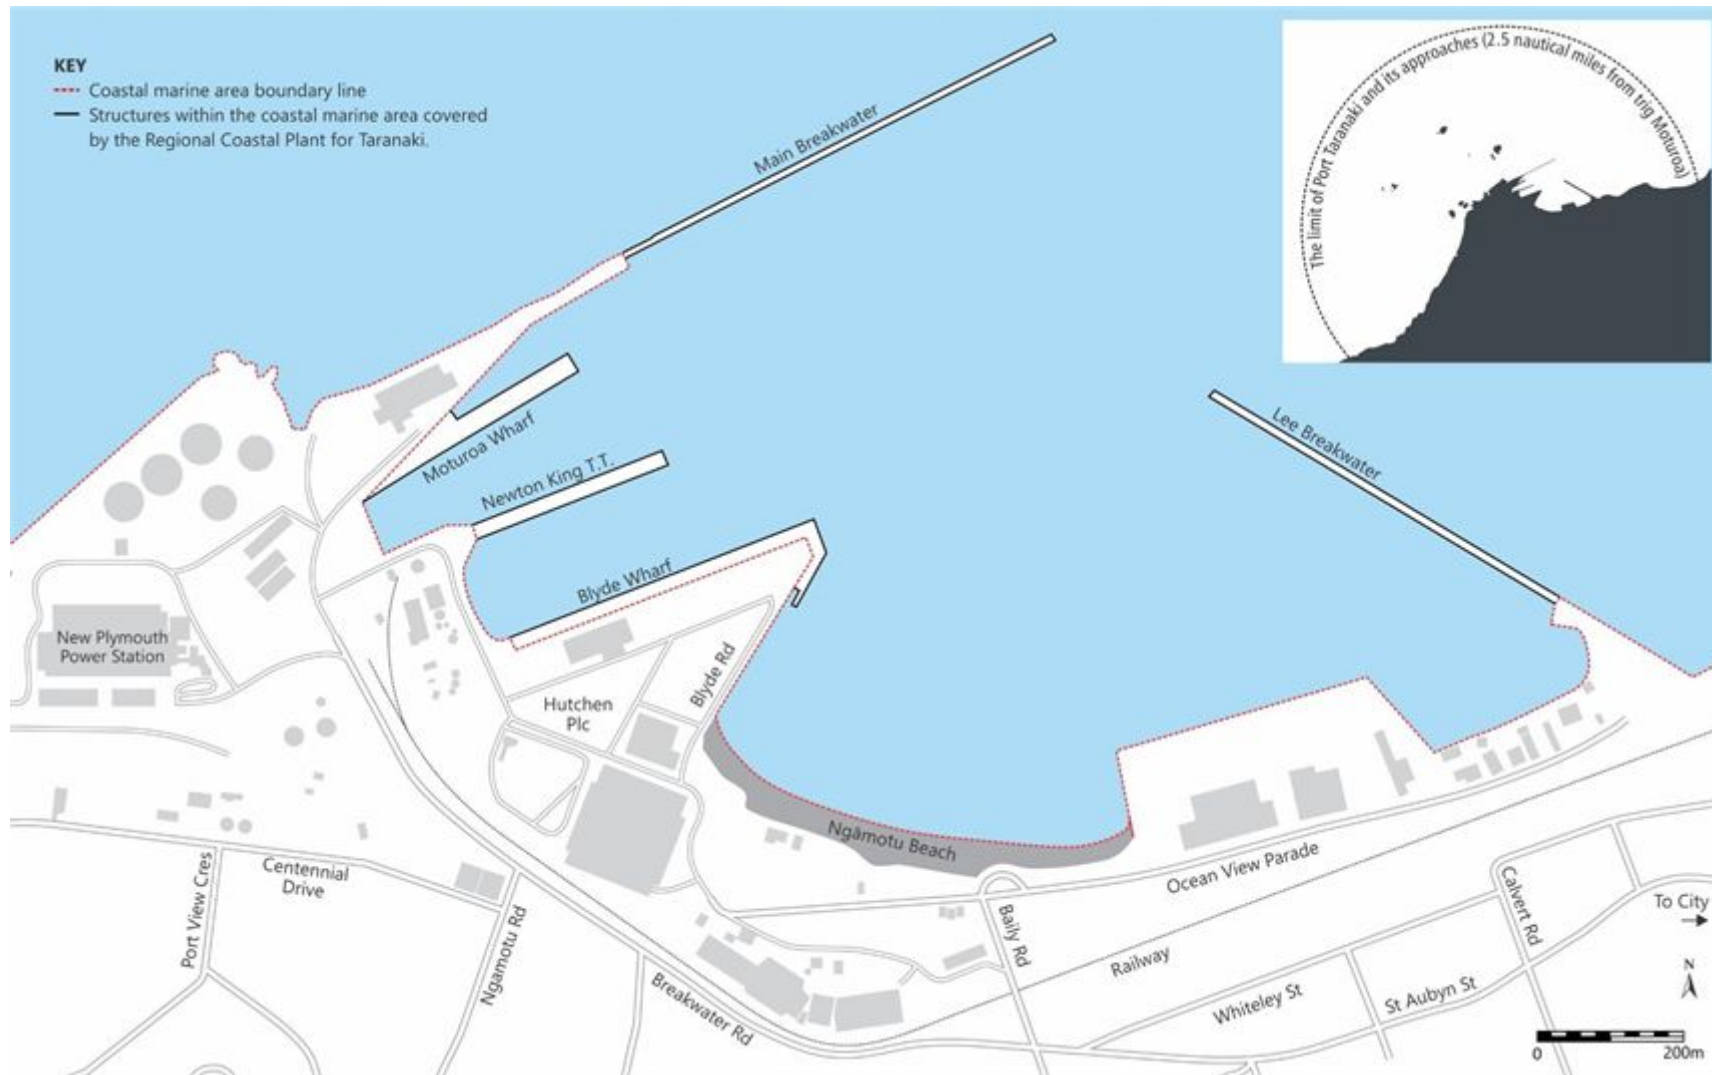 KEY
Coastal marine area boundary line
Structures within the coastal marine area covered
by the Regional Coastal Plant for Taranaki.
Main Breakwater
The limit of Port Taranaki and its approaches (2.5 nautical miles from trig Moturoa)
Moturoa Wharf
Newton King T.T.
Blyde Wharf
Lee Breakwater
New Plymouth
Power Station
Hutchen
Plc
Blyde Rd
Ngāmotu Beach
Ocean View Parade
Centennial
Drive
Port View Cres
Ngamotu Rd
Breakwater Rd
Baily Rd
Railway
Calvert Rd
To City
Whiteley St
St Aubyn St
N
0
200m